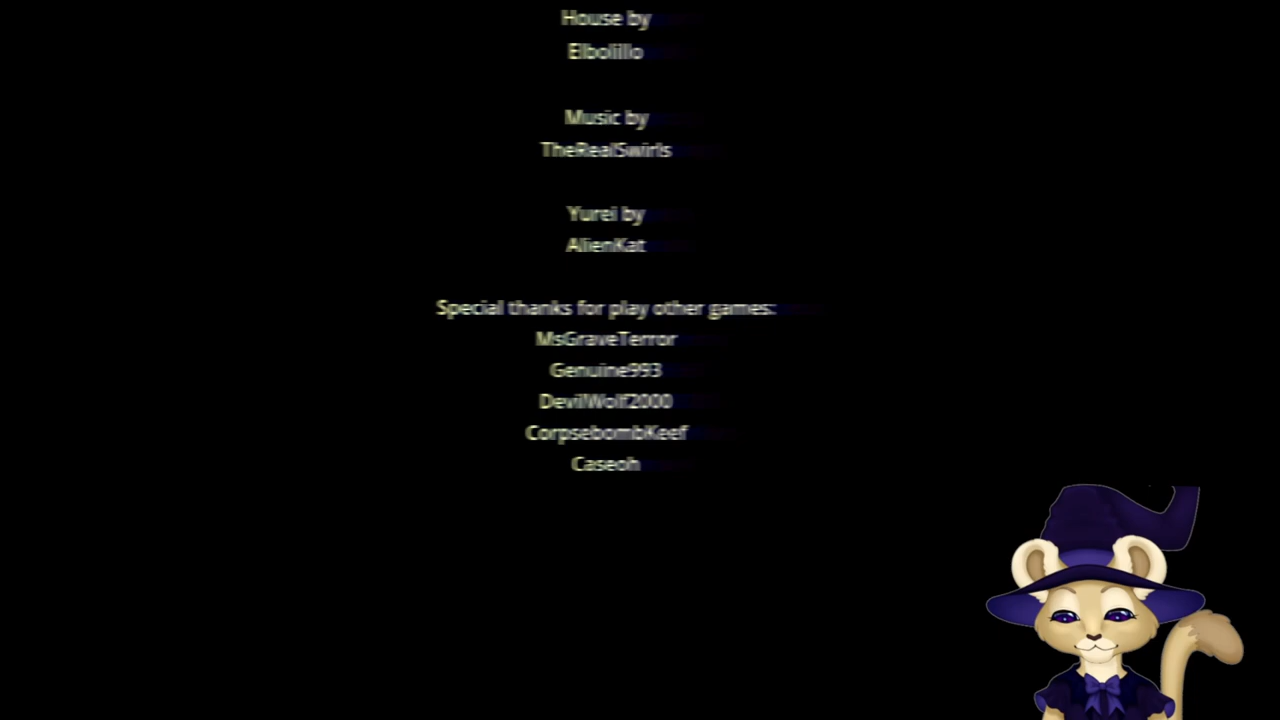 House by
Elbolillo
Music by
TheRealSwirls
Yurei by
AlienKat
Special thanks for play other games:
MsGraveTerror
Genuine993
DevilWolf2000
CorpsebombKeef
Caseoh